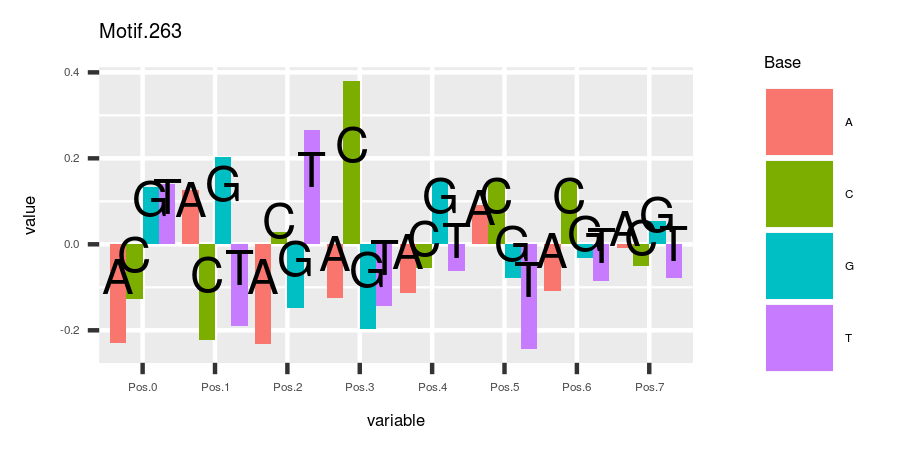 Motif.263
Base
0.4
0.2
0.0
-0.2
value
A C G T A C G T A C G T A C G T A C G T A C G T A C G T A C G T
Pos.0 Pos.1 Pos.2 Pos.3 Pos.4 Pos.5 Pos.6 Pos.7
variable
A
C
G
T